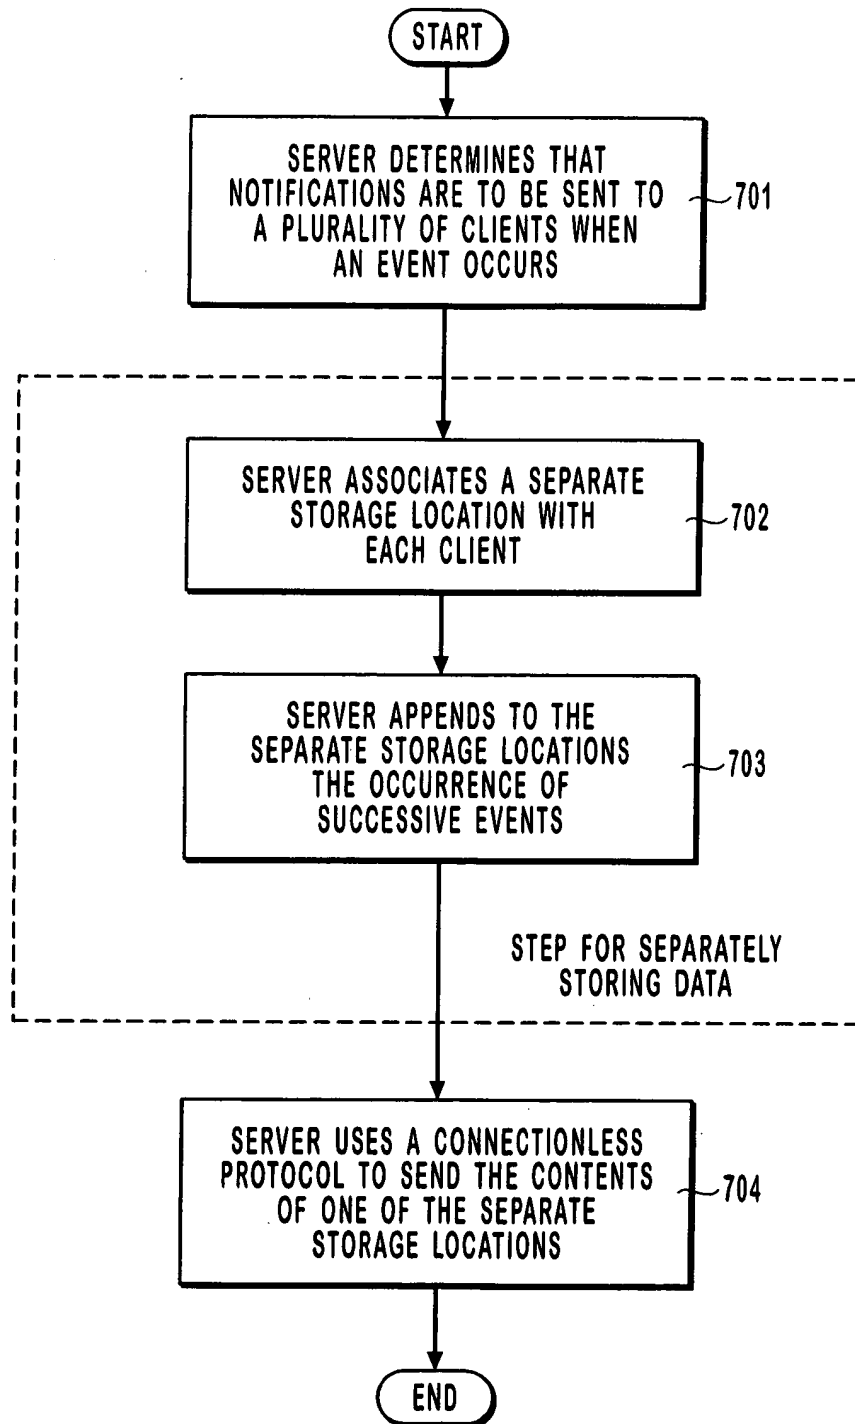 START
SERVER DETERMINES THAT
NOTIFICATIONS ARE TO BE SENT TO
A PLURALITY OF CLIENTS WHEN
AN EVENT OCCURS
701
SERVER ASSOCIATES A SEPARATE
STORAGE LOCATION WITH
EACH CLIENT
702
SERVER APPENDS TO THE
SEPARATE STORAGE LOCATIONS
THE OCCURRENCE OF
SUCCESSIVE EVENTS
703
STEP FOR SEPARATELY
STORING DATA
SERVER USES A CONNECTIONLESS
PROTOCOL TO SEND THE CONTENTS
OF ONE OF THE SEPARATE
STORAGE LOCATIONS
704
END